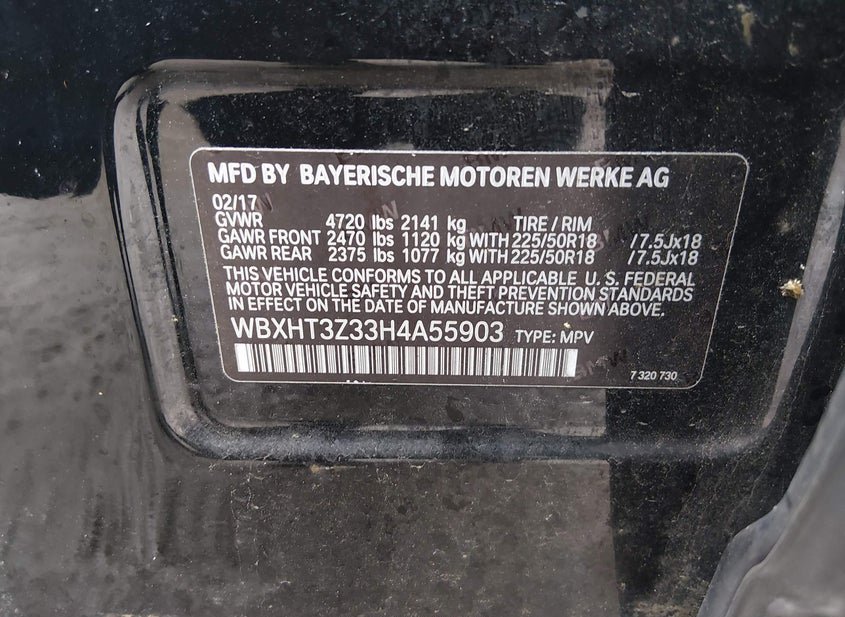 MFD BY BAYERISCHE MOTOREN WERKE AG
02/17
GVWR 4720 lbs 2141 kg TIRE / RIM
GAWR FRONT 2470 lbs 1120 kg WITH 225/50R18 /7.5Jx18
GAWR REAR 2375 lbs 1077 kg WITH 225/50R18 /7.5Jx18
THIS VEHICLE CONFORMS TO ALL APPLICABLE U. S. FEDERAL
MOTOR VEHICLE SAFETY AND THEFT PREVENTION STANDARDS
IN EFFECT ON THE DATE OF MANUFACTURE SHOWN ABOVE.
WBXHT3Z33H4A55903 TYPE: MPV
7 320 730